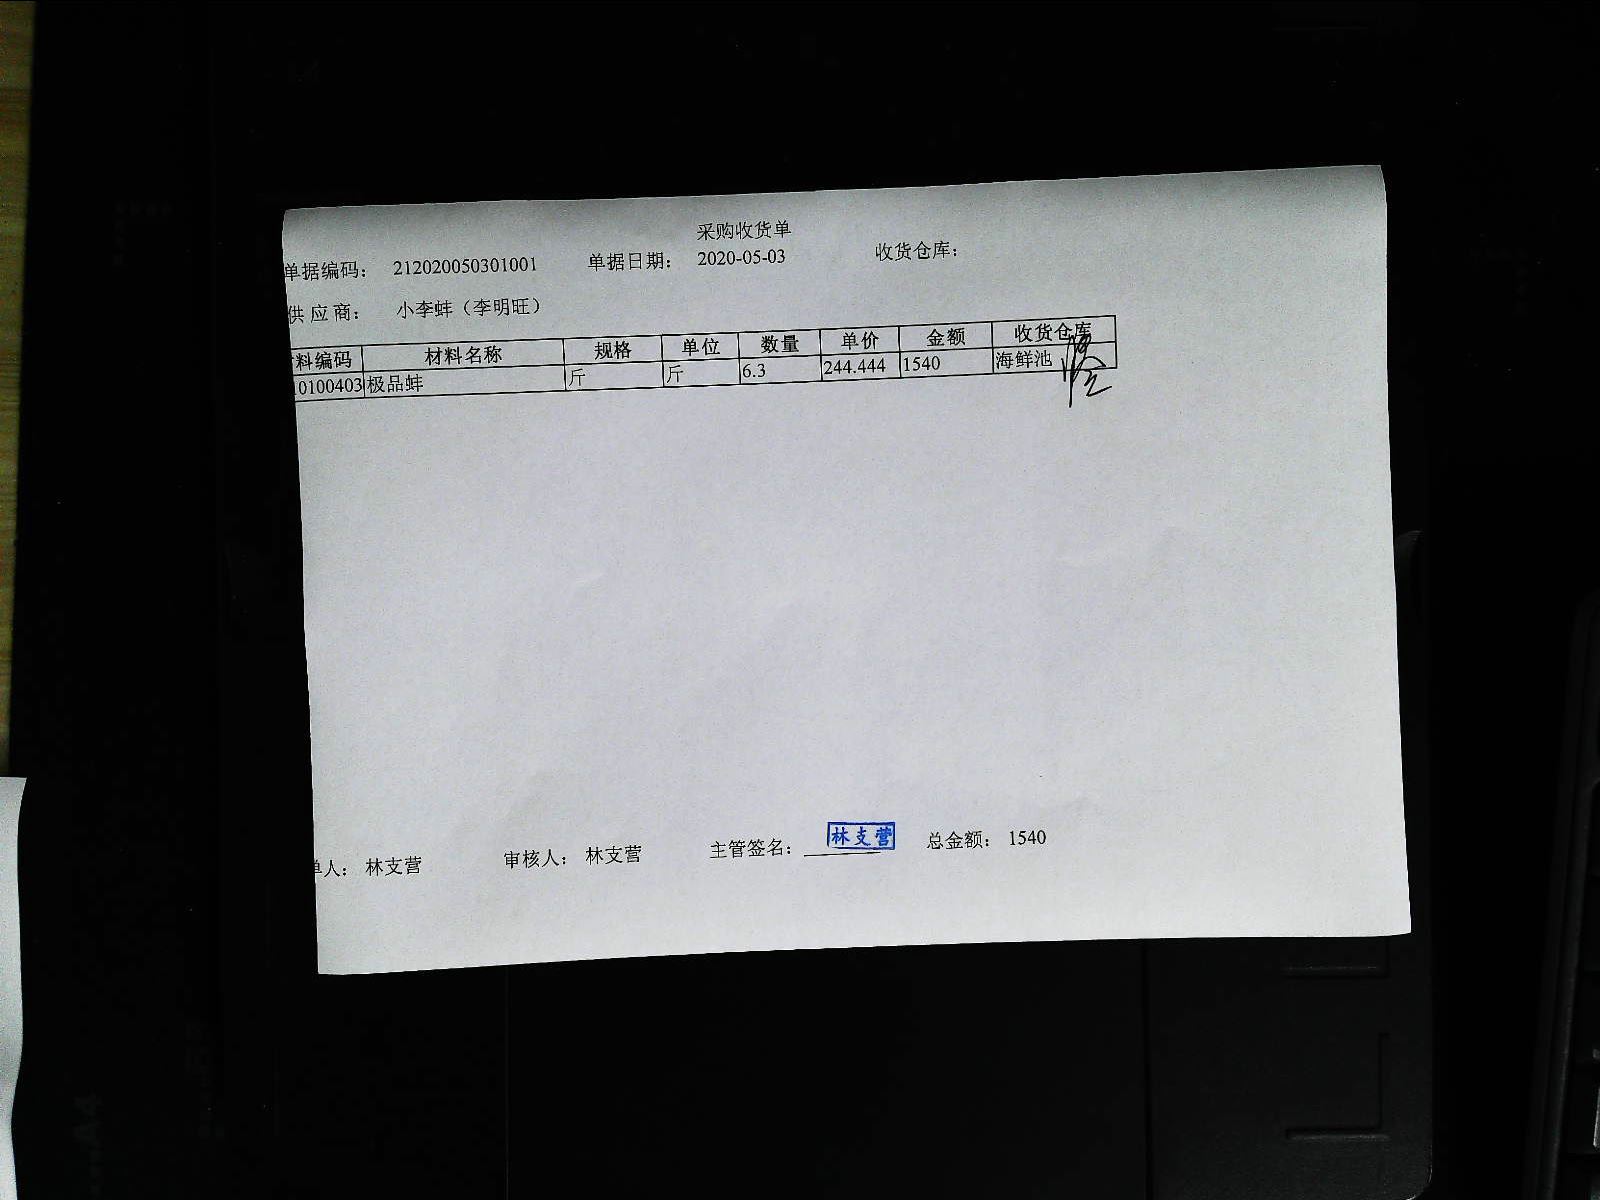 采购收货单
单据编码： 212020050301001 单据日期： 2020-05-03 收货仓库：
供应商： 小李蚌（李明旺）
料编码 材料名称 规格 单位 数量 单价 金额 收货仓库
10100403 极品蚌 斤 斤 6.3 244.444 1540 海鲜池
单人： 林支营 审核人： 林支营 主管签名： 林支营 总金额： 1540